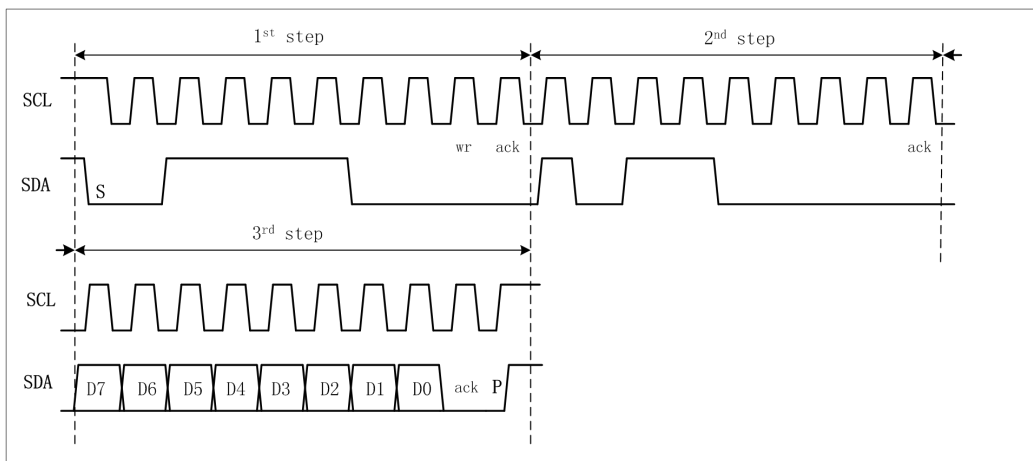 1st step 2nd step
SCL
wr ack ack
SDA S
3rd step
SCL
SDA D7 D6 D5 D4 D3 D2 D1 D0 ack P